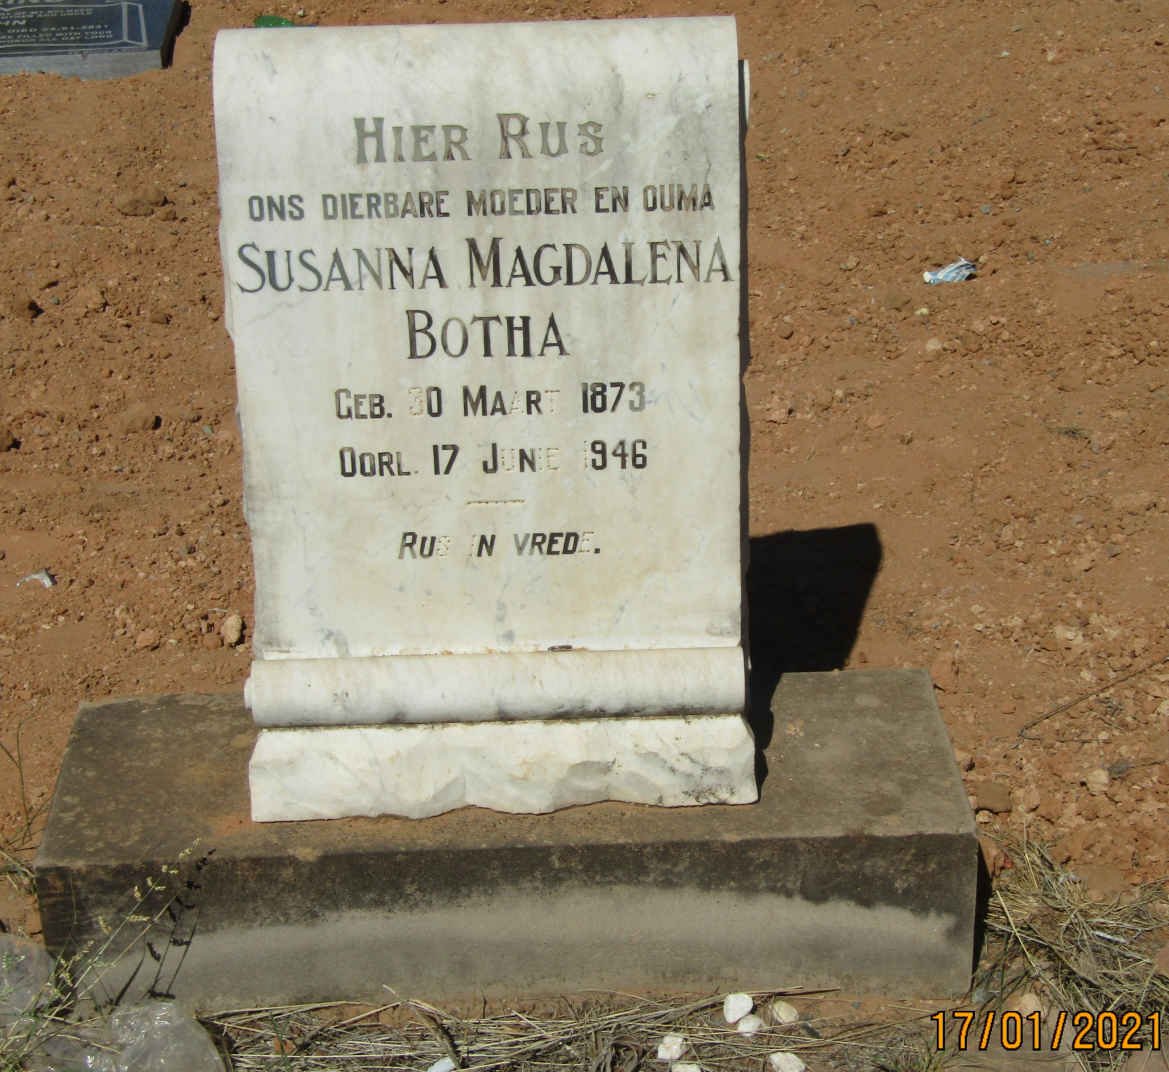 HIER RUS
ONS DIERBARE MOEDER EN OUMA
SUSANNA MAGDALENA
BOTHA
GEB. 30 MAART 1873
OORL. 17 JUNIE 1946
RUS IN VREDE.
17/01/2021